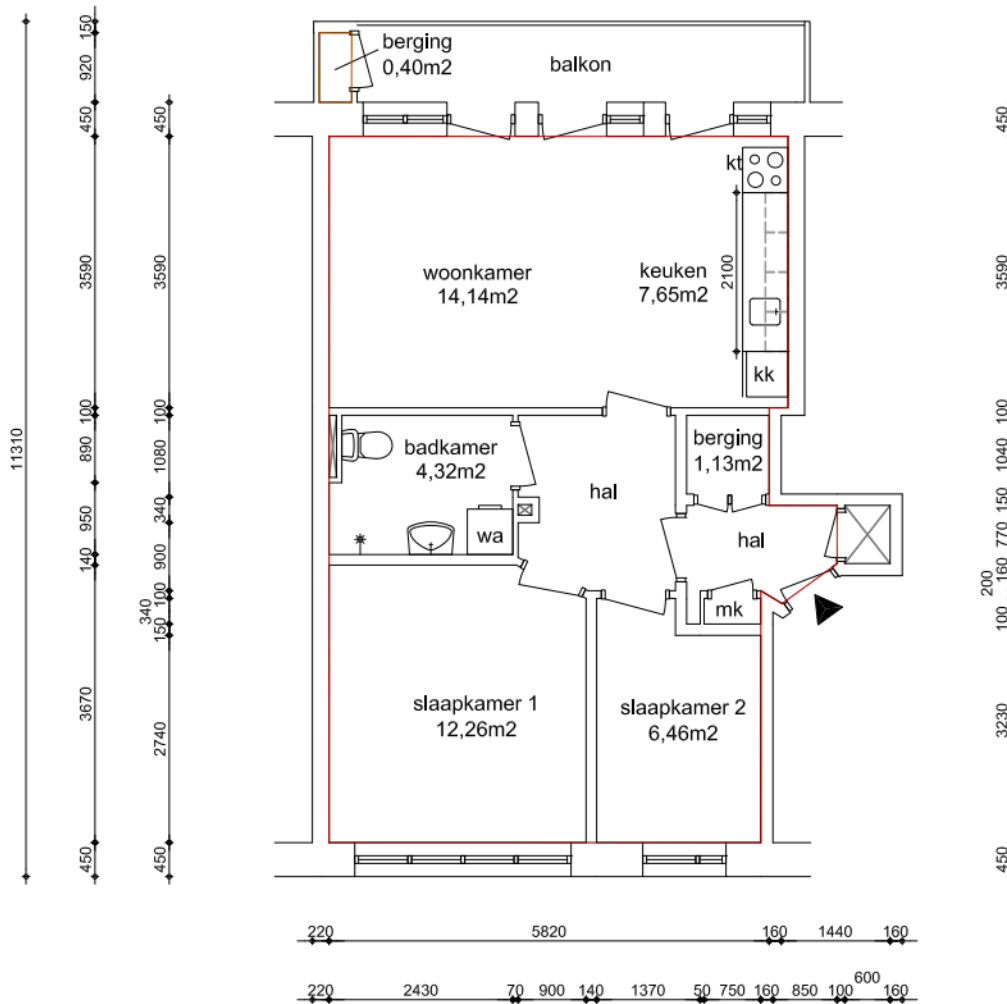 berging
0,40m2
balkon
kt
woonkamer
14,14m2
keuken
7,65m2
2100
kk
badkamer
4,32m2
berging
1,13m2
hal
wa
hal
mk
slaapkamer 1
12,26m2
slaapkamer 2
6,46m2
11310
150
920
450
3590
100
890
950
140
3670
450
450
3590
100
1080
340
900
100
340
150
2740
450
450
3590
100
1040
150
770
160
200
100
3230
450
220 5820 160 1440 160
600
220 2430 70 900 140 1370 50 750 160 850 100 160